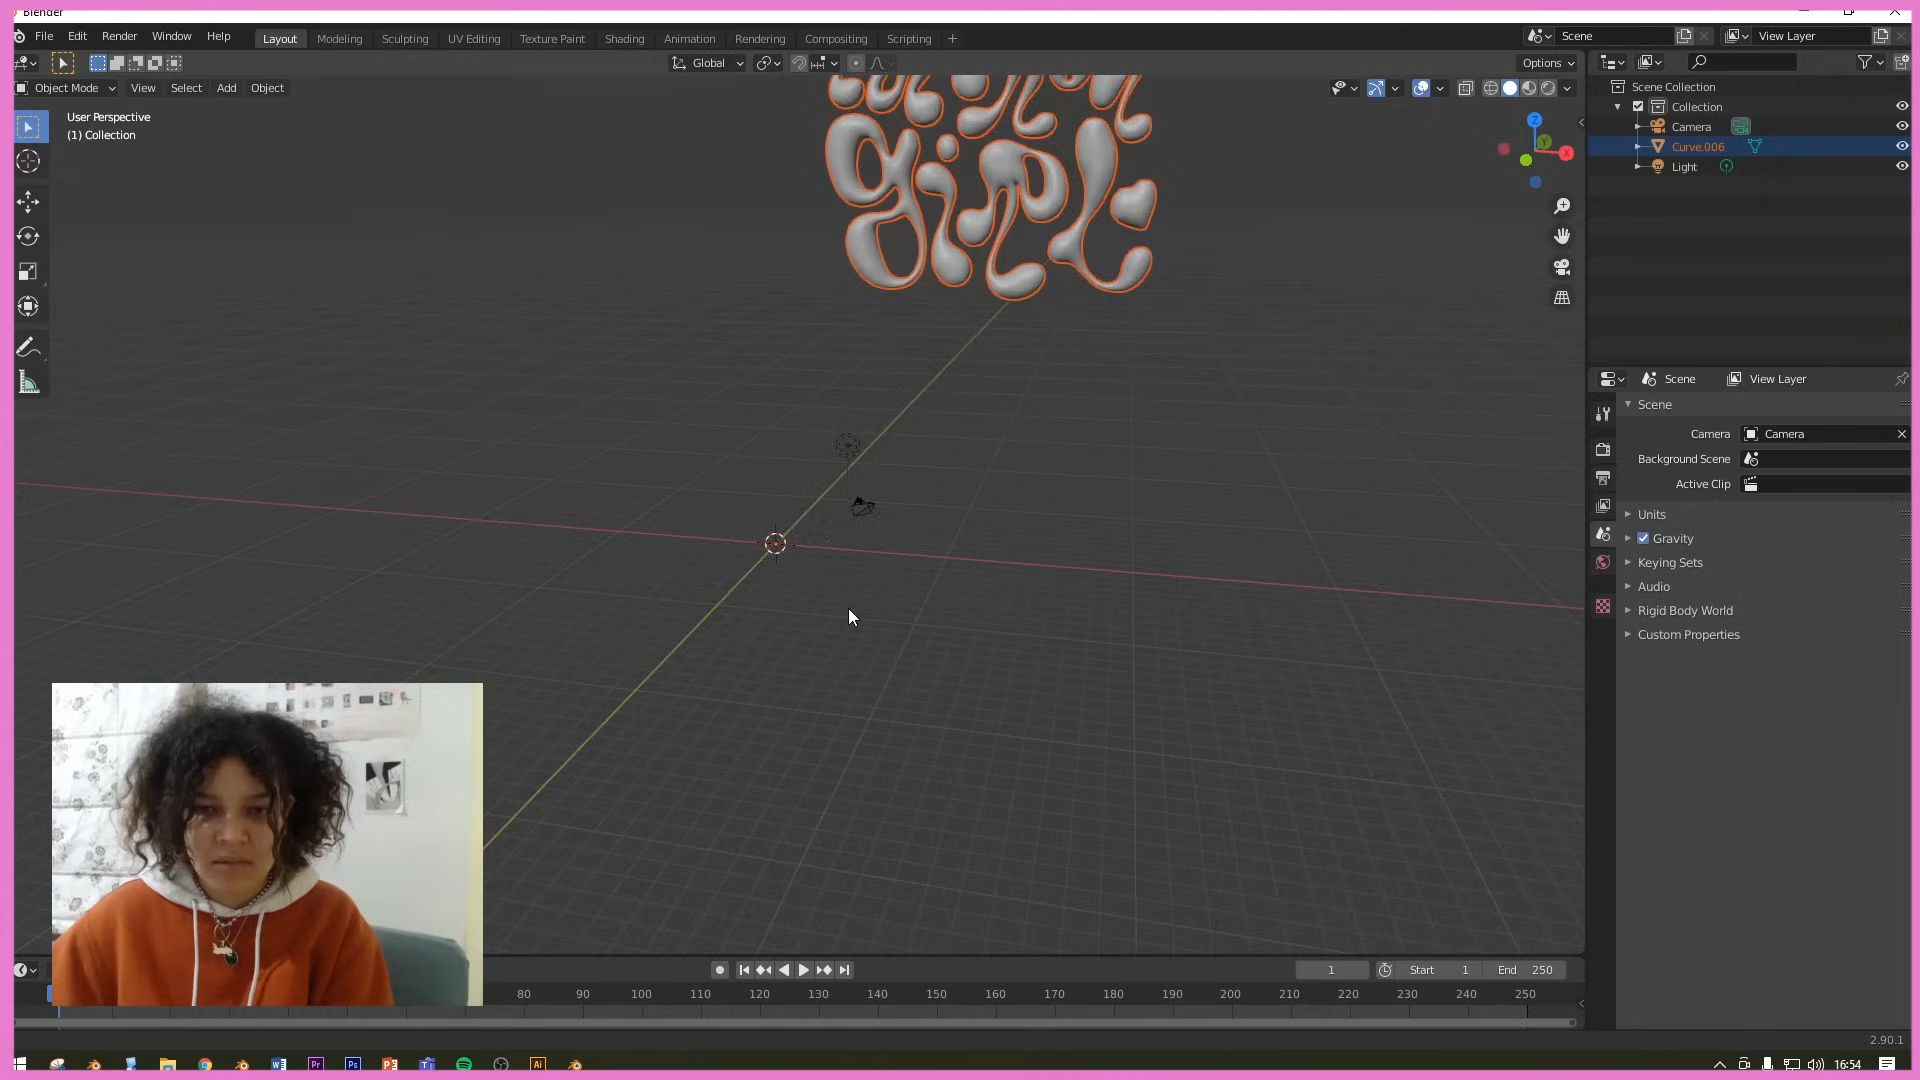 Blender
File Edit Render Window Help
Layout Modeling Sculpting UV Editing Texture Paint Shading Animation Rendering Compositing Scripting +
Scene
View Layer
Global
Options
Object Mode View Select Add Object
User Perspective
(1) Collection
girl
Z
Y
X
Scene Collection
Collection
Camera
Curve.006
Light
Scene View Layer
Scene
Camera Camera
Background Scene
Active Clip
Units
Gravity
Keying Sets
Audio
Rigid Body World
Custom Properties
1 Start 1 End 250
80 90 100 110 120 130 140 150 160 170 180 190 200 210 220 230 240 250
2.90.1
W Pr Ps P T Ai
16:54